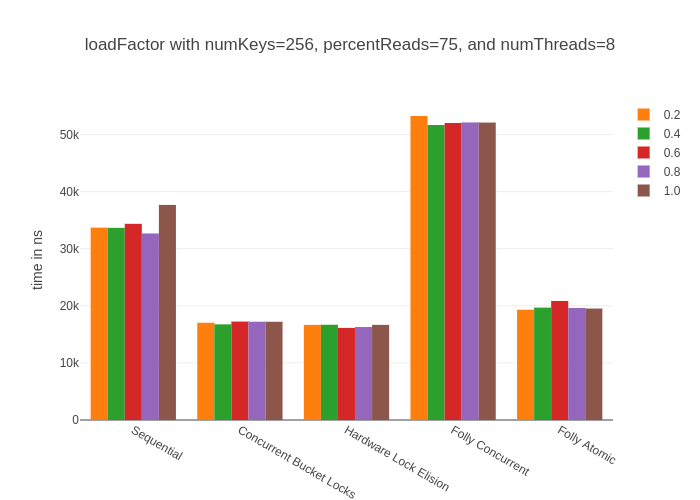 loadFactor with numKeys=256, percentReads=75, and numThreads=8
0.2
0.4
0.6
0.8
1.0
time in ns
50k
40k
30k
20k
10k
0
Sequential
Concurrent Bucket Locks
Hardware Lock Elision
Folly Concurrent
Folly Atomic